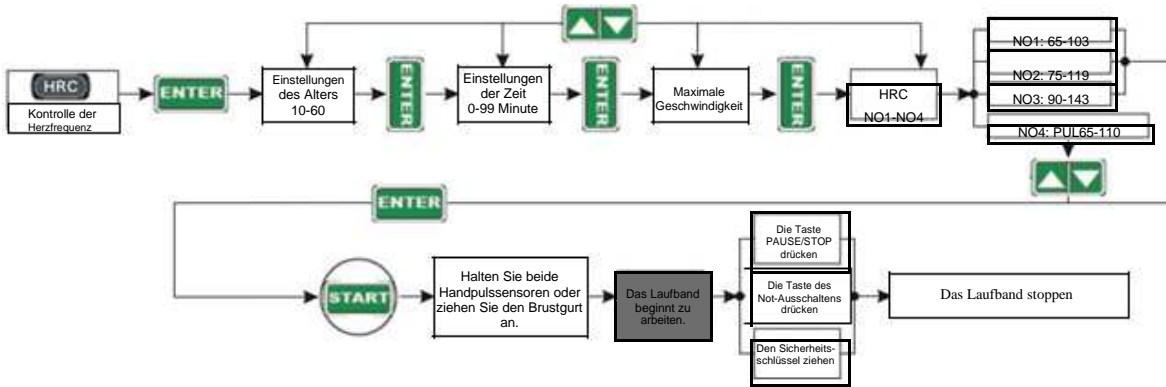 HRC
Kontrolle der
Herzfrequenz
ENTER
Einstellungen
des Alters
10-60
ENTER
Einstellungen
der Zeit
0-99 Minute
ENTER
Maximale
Geschwindigkeit
ENTER
HRC
NO1-NO4
NO1: 65-103
NO2: 75-119
NO3: 90-143
NO4: PUL65-110
ENTER
START
Halten Sie beide
Handpulssensoren oder
ziehen Sie den Brustgurt
an.
Das Laufband
beginnt zu
arbeiten.
Die Taste
PAUSE/STOP
drücken
Die Taste des
Not-Ausschaltens
drücken
Den Sicherheits-
schlüssel ziehen
Das Laufband stoppen